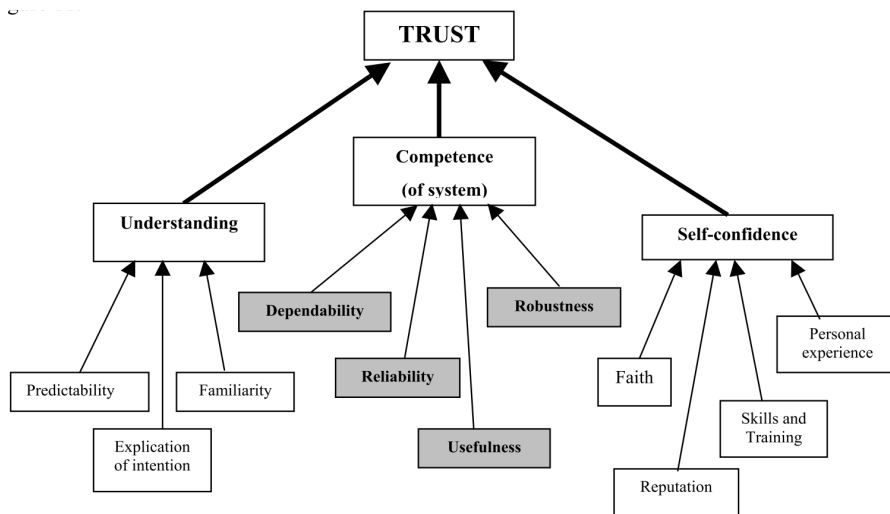 TRUST
Competence
(of system)
Understanding
Self-confidence
Dependability
Robustness
Personal
experience
Reliability
Faith
Predictability
Familiarity
Skills and
Training
Explication
of intention
Usefulness
Reputation